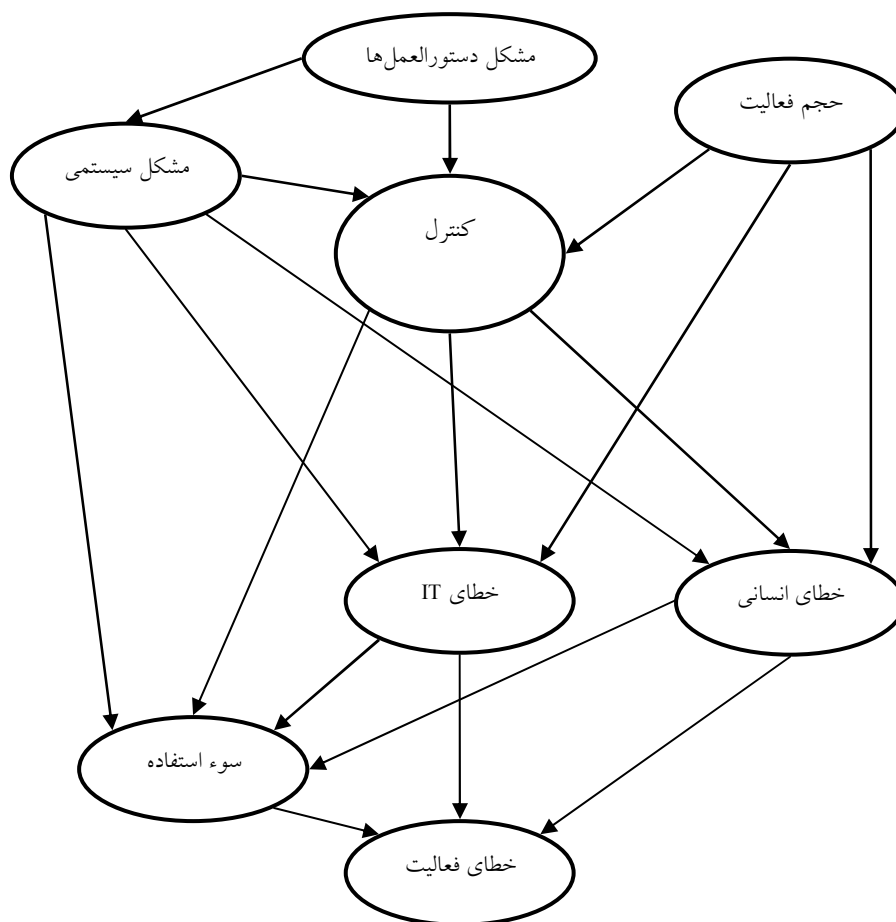 مشکل دستورالعمل‌ها
حجم فعالیت
مشکل سیستمی
کنترل
خطای IT
خطای انسانی
سوء استفاده
خطای فعالیت